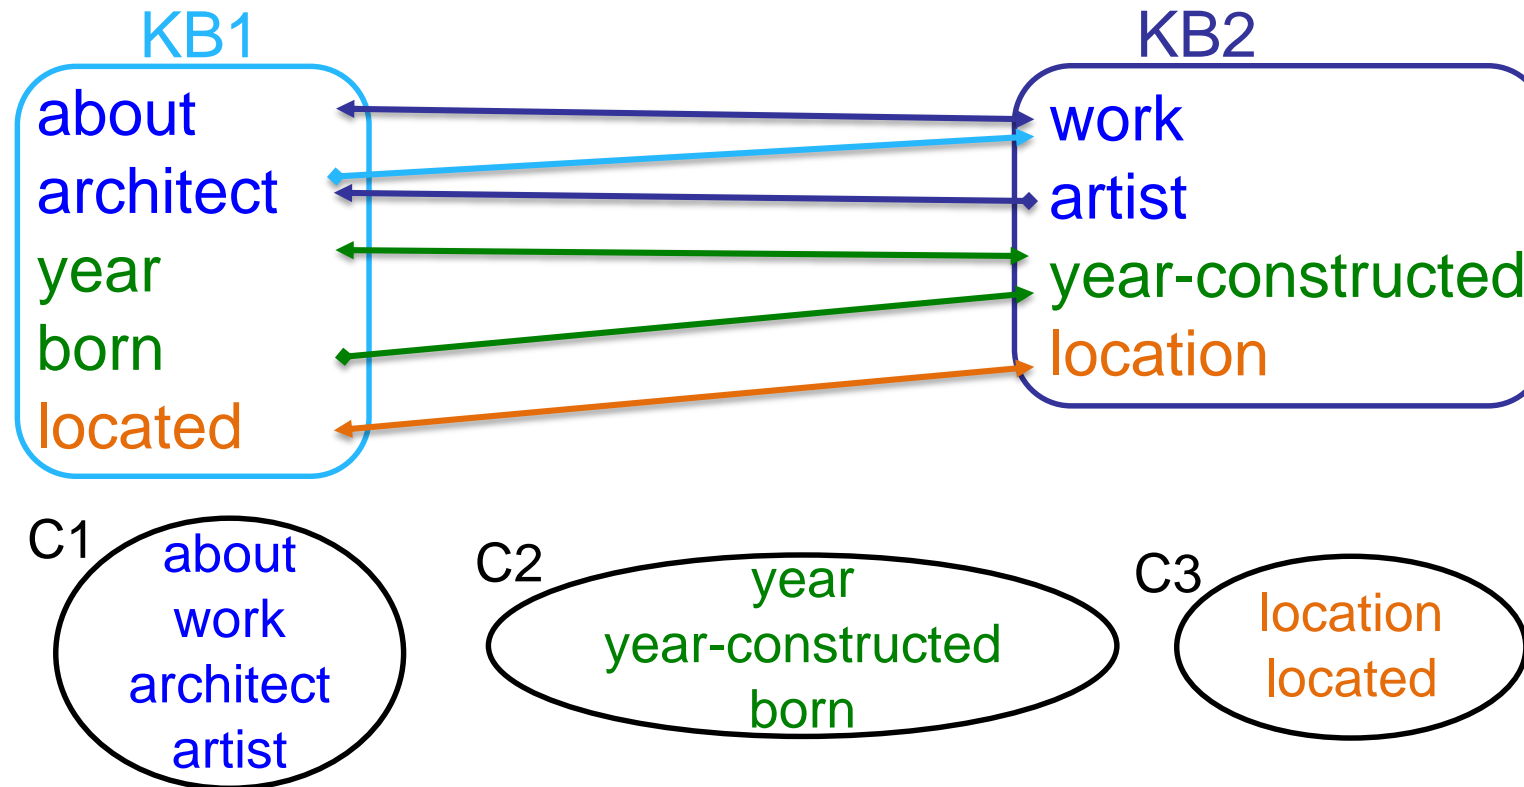 KB1
about
architect
year
born
located
KB2
work
artist
year-constructed
location
C1
about
work
architect
artist
C2
year
year-constructed
born
C3
location
located